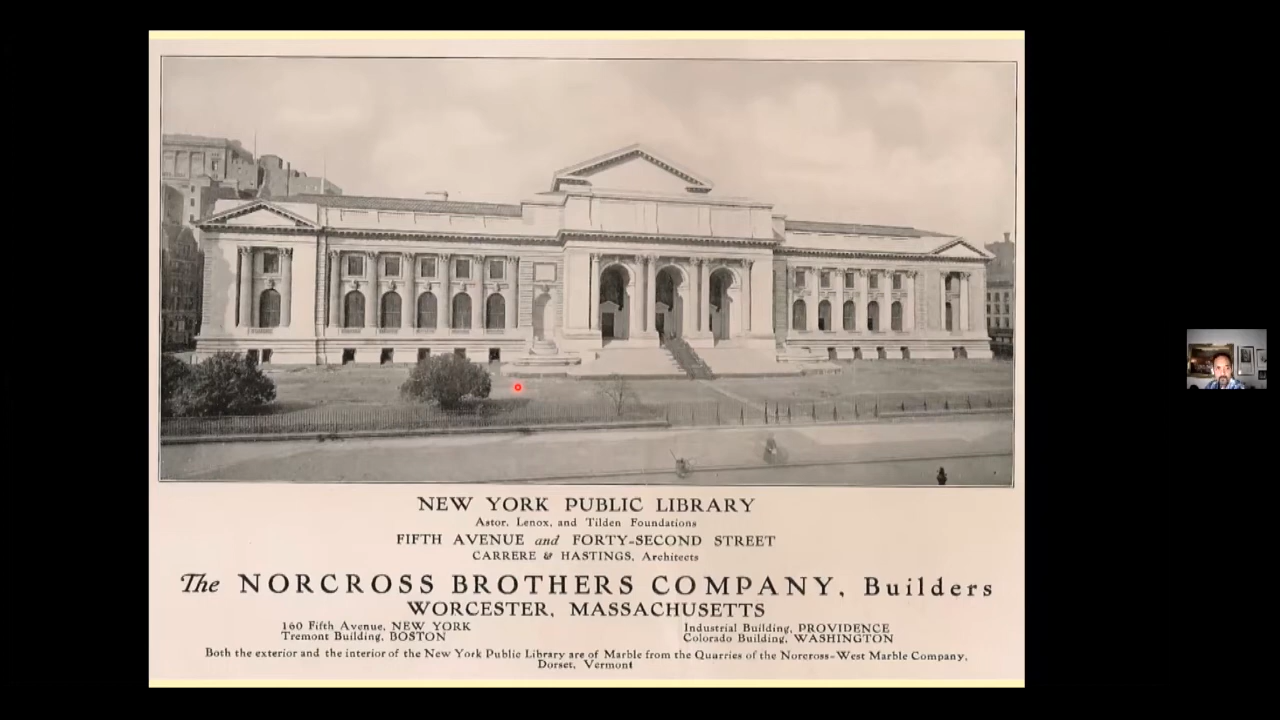 NEW YORK PUBLIC LIBRARY
Astor, Lenox, and Tilden Foundations
FIFTH AVENUE and FORTY-SECOND STREET
CARRERE & HASTINGS, Architects
The NORCROSS BROTHERS COMPANY, Builders
WORCESTER, MASSACHUSETTS
160 Fifth Avenue, NEW YORK
Tremont Building, BOSTON
Industrial Building, PROVIDENCE
Colorado Building, WASHINGTON
Both the exterior and the interior of the New York Public Library are of Marble from the Quarries of the Norcross-West Marble Company,
Dorset, Vermont